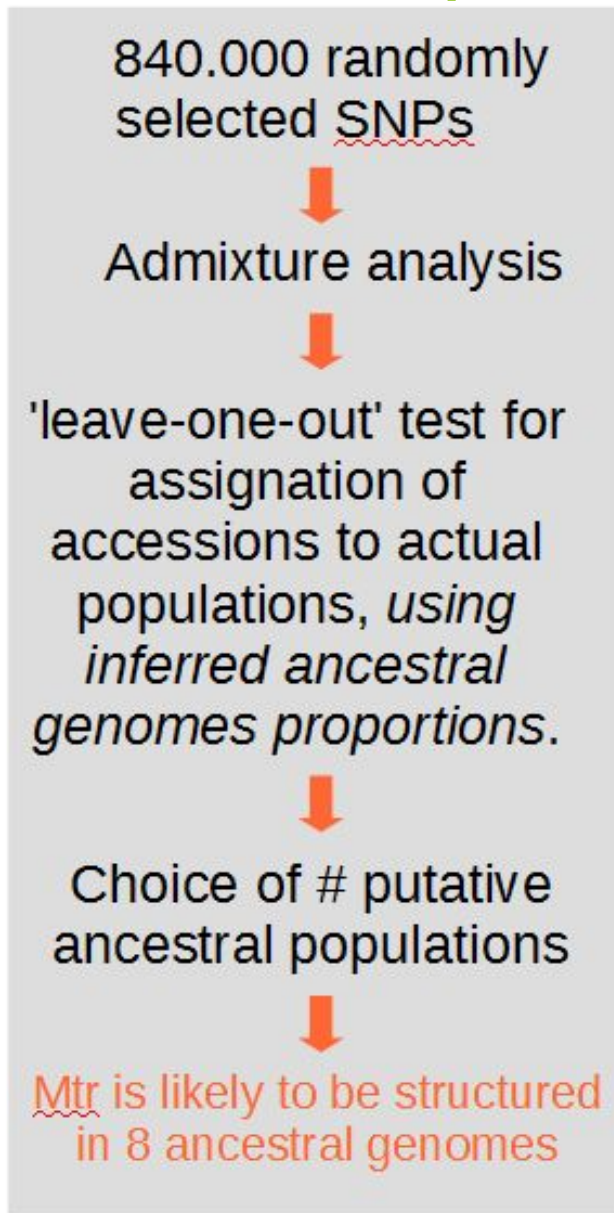 840.000 randomly
selected SNPs
Admixture analysis
'leave-one-out' test for
assignation of
accessions to actual
populations, using
inferred ancestral
genomes proportions.
Choice of # putative
ancestral populations
Mtr is likely to be structured
in 8 ancestral genomes